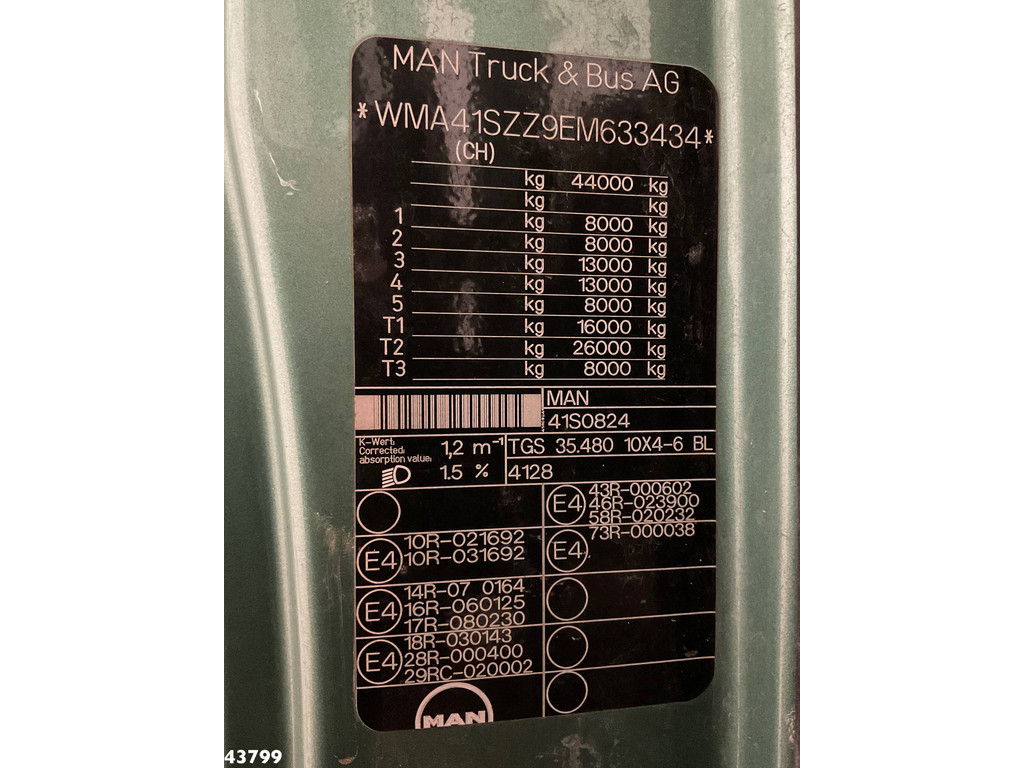 MAN Truck & Bus AG
*WMA41SZZ9EM633434*
(CH)
kg 44000 kg
kg kg
1 kg 8000 kg
2 kg 8000 kg
3 kg 13000 kg
4 kg 13000 kg
5 kg 8000 kg
T1 kg 16000 kg
T2 kg 26000 kg
T3 kg 8000 kg
MAN
41S0824
K-Wert:
Corrected:
absorption value:
1,2 m⁻¹
1.5 %
TGS 35.480 10X4-6 BL
4128
E4
43R-000602
46R-023900
58R-020232
E4
10R-021692
10R-031692
E4
73R-000038
E4
14R-07 0164
16R-060125
17R-080230
E4
18R-030143
28R-000400
29RC-020002
MAN
43799